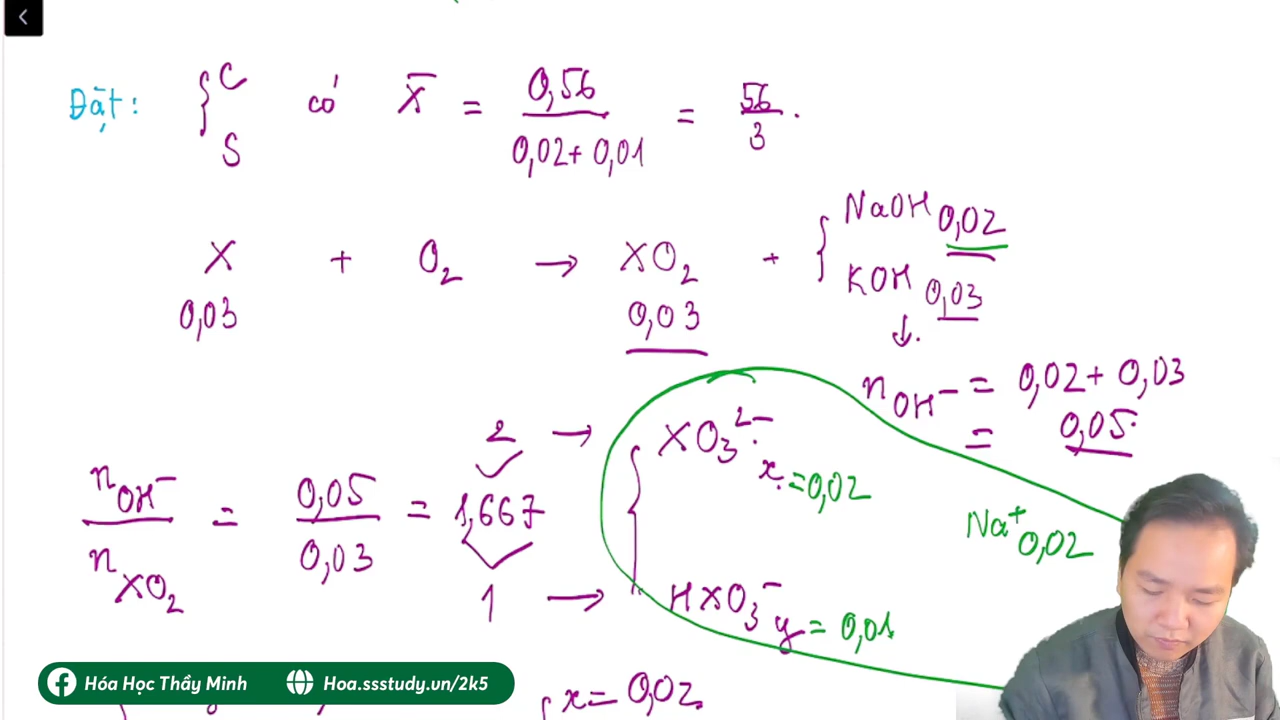 Đặt: { C S có X̄ = 0,56 / 0,02+0,01 = 56/3 .
X + O₂ → XO₂ + { NaOH 0,02
KOH 0,03
0,03 0,03
↓.
nOH⁻ = 0,02 + 0,03
= 0,05.
2 → { XO₃²⁻ x = 0,02
nOH⁻ / nXO₂ = 0,05 / 0,03 = 1,667
Na⁺ 0,02
1 → HXO₃⁻ y = 0,01
Hóa Học Thầy Minh Hoa.ssstudy.vn/2k5
{ x = 0,02